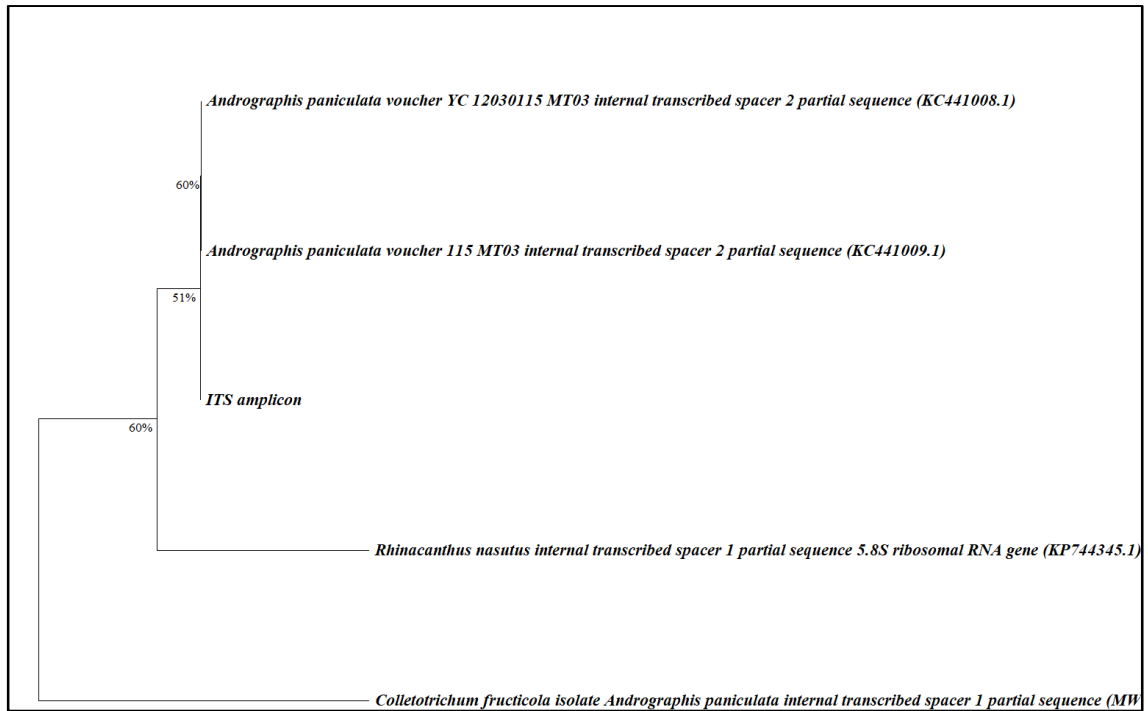 Andrographis paniculata voucher YC 12030115 MT03 internal transcribed spacer 2 partial sequence (KC441008.1)
60%
Andrographis paniculata voucher 115 MT03 internal transcribed spacer 2 partial sequence (KC441009.1)
51%
ITS amplicon
60%
Rhinacanthus nasutus internal transcribed spacer 1 partial sequence 5.8S ribosomal RNA gene (KP744345.1)
Colletotrichum fructicola isolate Andrographis paniculata internal transcribed spacer 1 partial sequence (MW